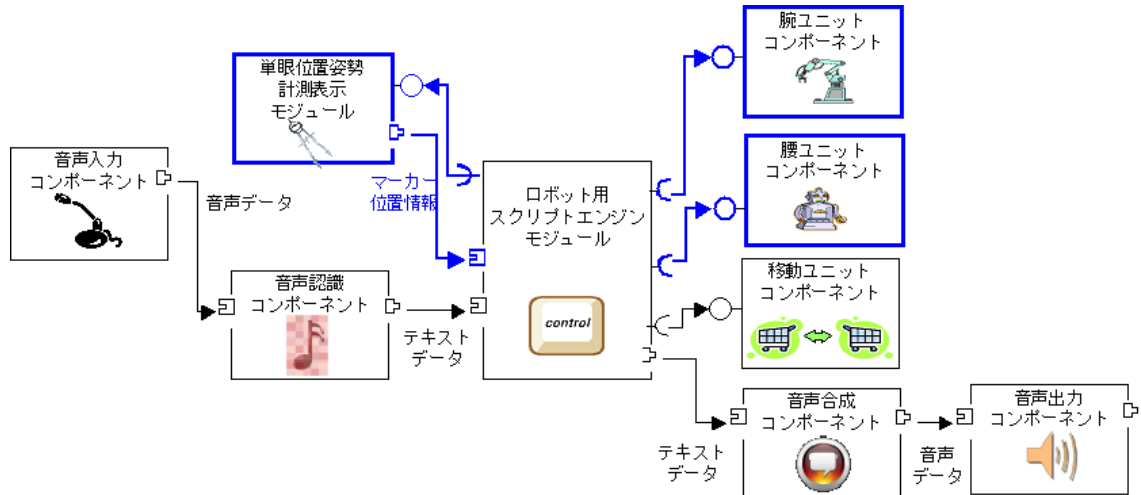 腕ユニット
コンポーネント
単眼位置姿勢
計測表示
モジュール
音声入力
コンポーネント
音声データ
マーカー
位置情報
ロボット用
スクリプトエンジン
モジュール
control
腰ユニット
コンポーネント
音声認識
コンポーネント
テキスト
データ
移動ユニット
コンポーネント
音声合成
コンポーネント
テキスト
データ
音声
データ
音声出力
コンポーネント